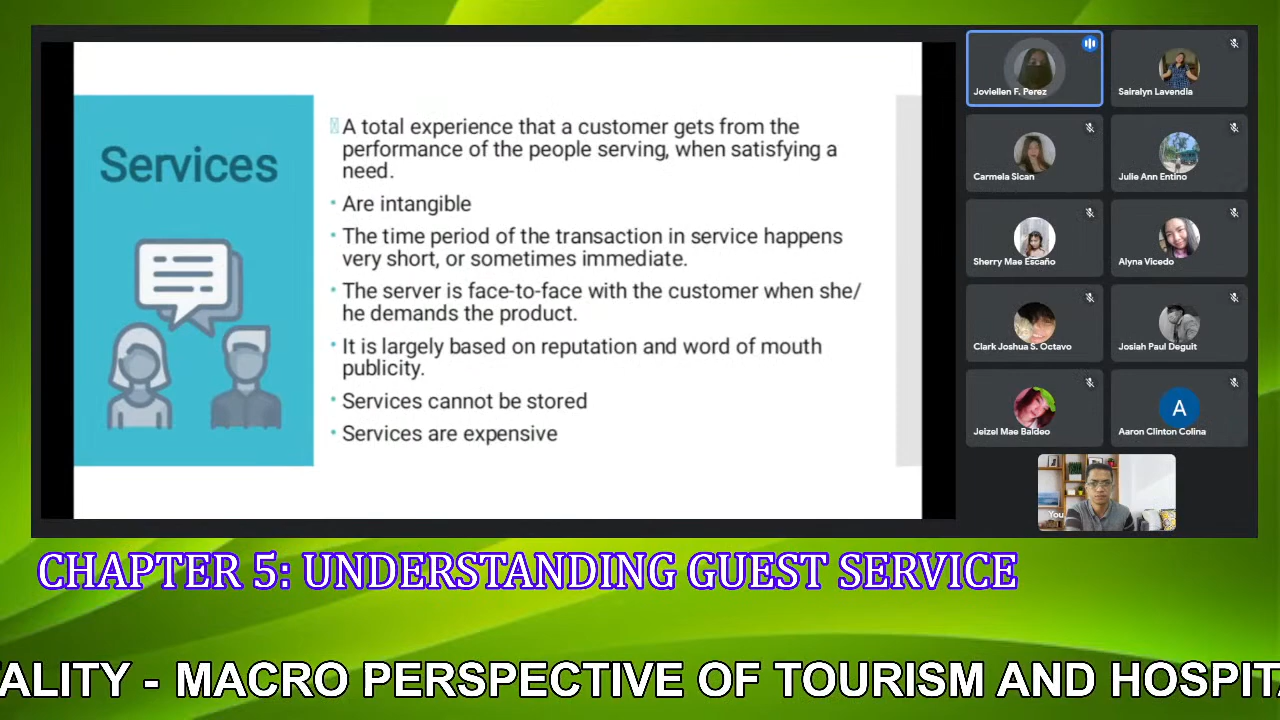 Services
A total experience that a customer gets from the
performance of the people serving, when satisfying a
need.
• Are intangible
• The time period of the transaction in service happens
very short, or sometimes immediate.
• The server is face-to-face with the customer when she/
he demands the product.
• It is largely based on reputation and word of mouth
publicity.
• Services cannot be stored
• Services are expensive
Joviellen F. Perez
Sairalyn Lavendia
Carmela Sican
Julie Ann Entino
Sherry Mae Escaño
Alyna Vicedo
Clark Joshua S. Octavo
Josiah Paul Deguit
Jeizel Mae Baldeo
A
Aaron Clinton Colina
You
CHAPTER 5: UNDERSTANDING GUEST SERVICE
TALITY - MACRO PERSPECTIVE OF TOURISM AND HOSPITA